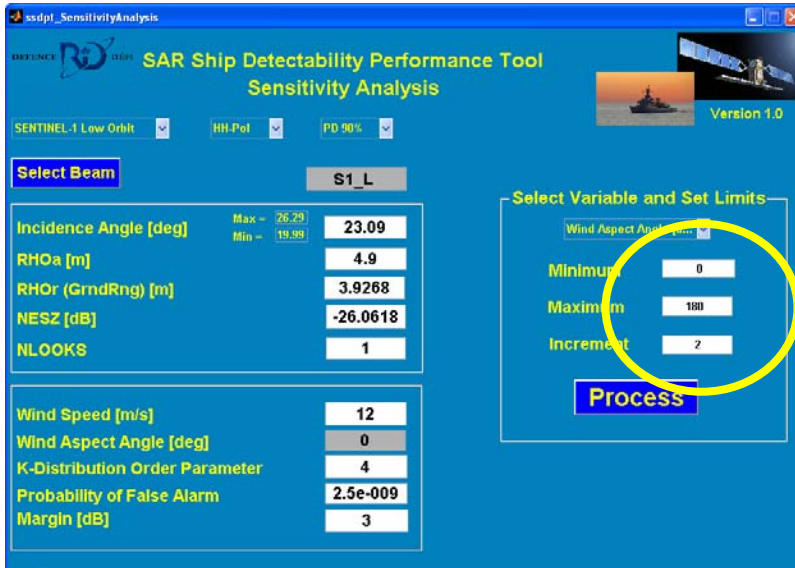 ssdpt_SensitivityAnalysis
DEFENCE R&D DÉFENSE
SAR Ship Detectability Performance Tool
Sensitivity Analysis
Version 1.0
SENTINEL-1 Low Orbit
HH-Pol
PD 90%
Select Beam
S1_L
Incidence Angle [deg]
Max = 26.29
Min = 19.99
23.09
RHOa [m]
4.9
RHOr (GrndRng) [m]
3.9268
NESZ [dB]
-26.0618
NLOOKS
1
Wind Speed [m/s]
12
Wind Aspect Angle [deg]
0
K-Distribution Order Parameter
4
Probability of False Alarm
2.5e-009
Margin [dB]
3
Select Variable and Set Limits
Wind Aspect Angle [d...
Minimum
0
Maximum
180
Increment
2
Process